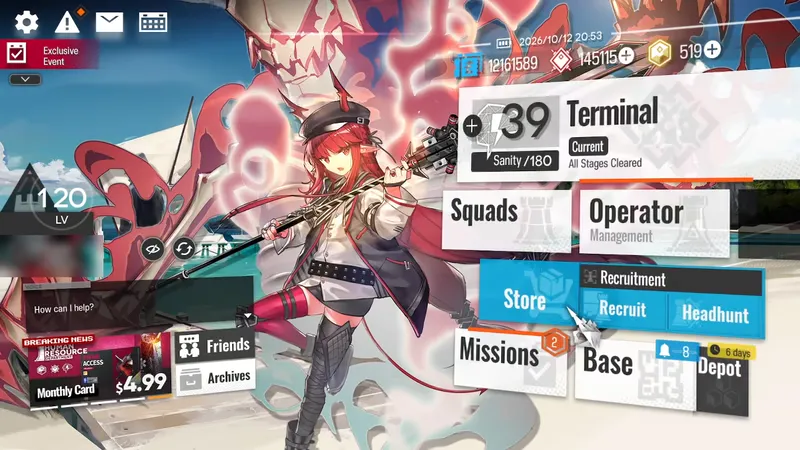 Exclusive
Event
2026/10/12 20:53
12161589
145115
519
39
Sanity /180
Terminal
Current
All Stages Cleared
120
LV
Squads
Operator
Management
How can I help?
Store
Recruitment
Recruit
Headhunt
BREAKING NEWS
HUMAN
RESOURCE
ACCESS
Monthly Card
$4.99
Friends
Archives
Missions
2
Base
8
6 days
Depot